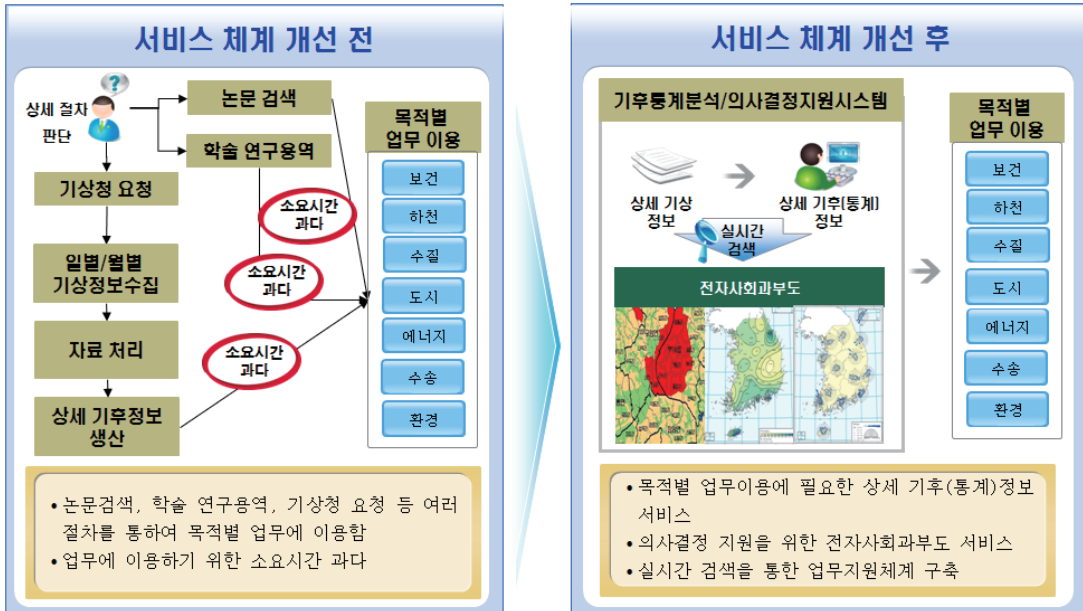 서비스 체계 개선 전
상세 절차
판단
논문 검색
학술 연구용역
기상청 요청
일별/월별
기상정보수집
자료 처리
상세 기후정보
생산
소요시간
과다
소요시간
과다
소요시간
과다
목적별
업무 이용
보건
하천
수질
도시
에너지
수송
환경
• 논문검색, 학술 연구용역, 기상청 요청 등 여러
절차를 통하여 목적별 업무에 이용함
• 업무에 이용하기 위한 소요시간 과다
서비스 체계 개선 후
기후통계분석/의사결정지원시스템
상세 기상
정보
상세 기후(통계)
정보
실시간
검색
전자사회과부도
목적별
업무 이용
보건
하천
수질
도시
에너지
수송
환경
• 목적별 업무이용에 필요한 상세 기후(통계)정보
서비스
• 의사결정 지원을 위한 전자사회과부도 서비스
• 실시간 검색을 통한 업무지원체계 구축